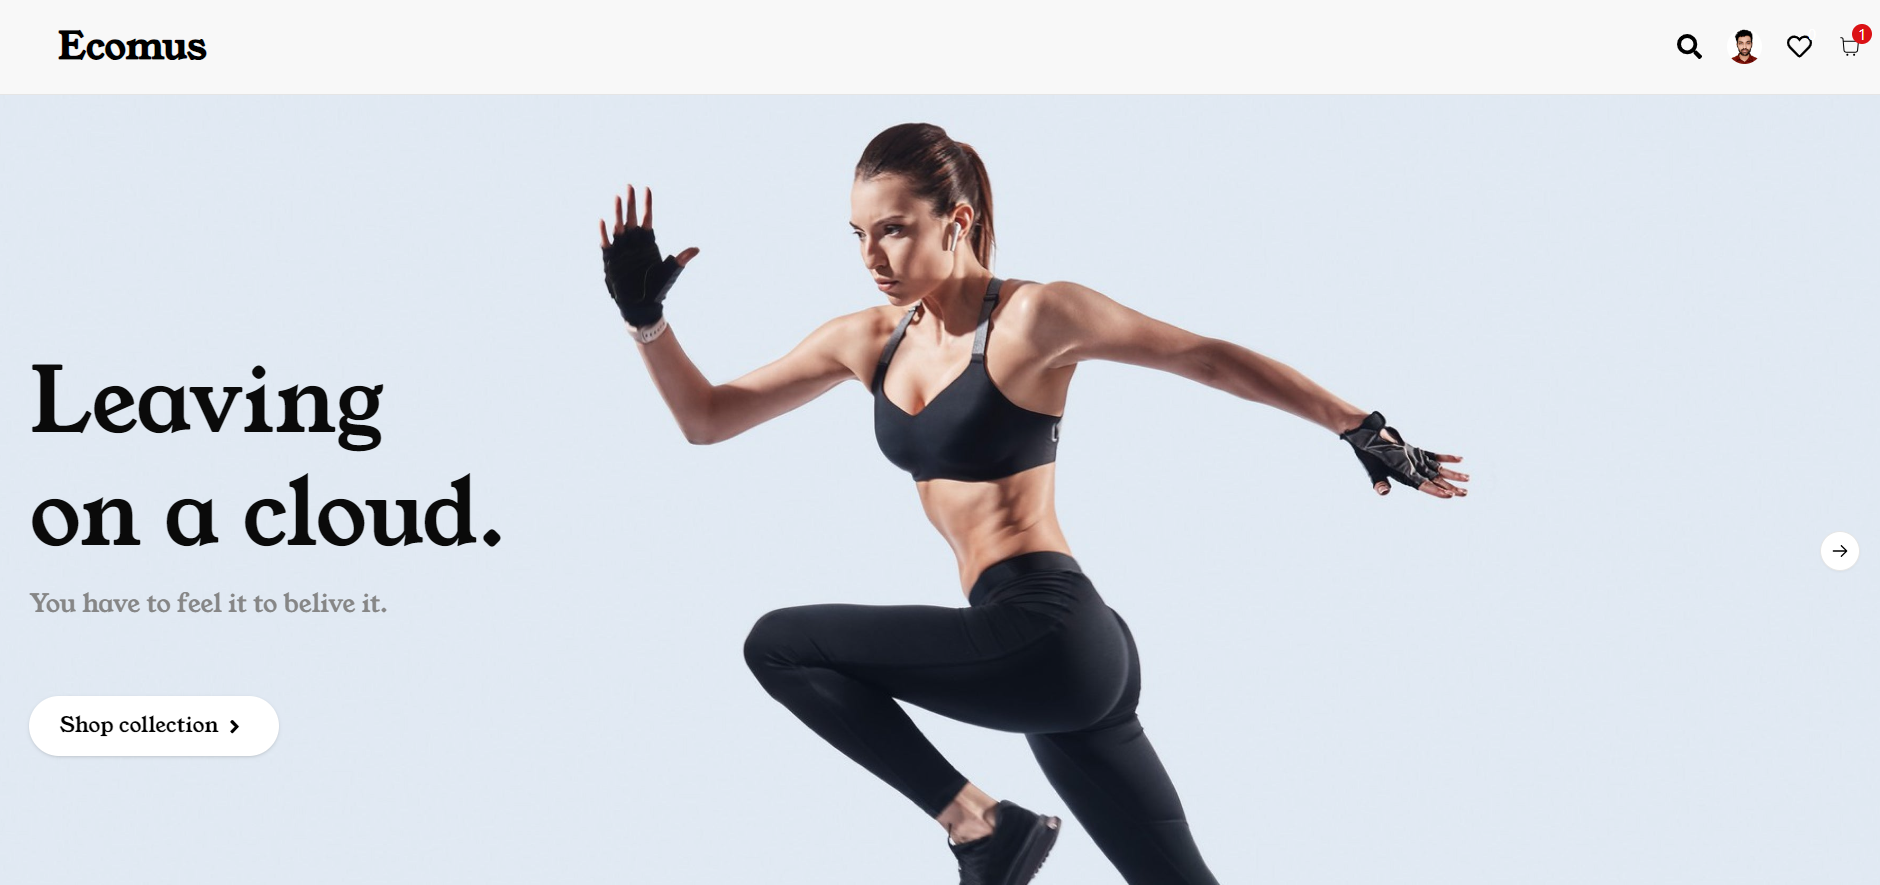 Ecomus
1
Leaving
on a cloud.
You have to feel it to belive it.
Shop collection